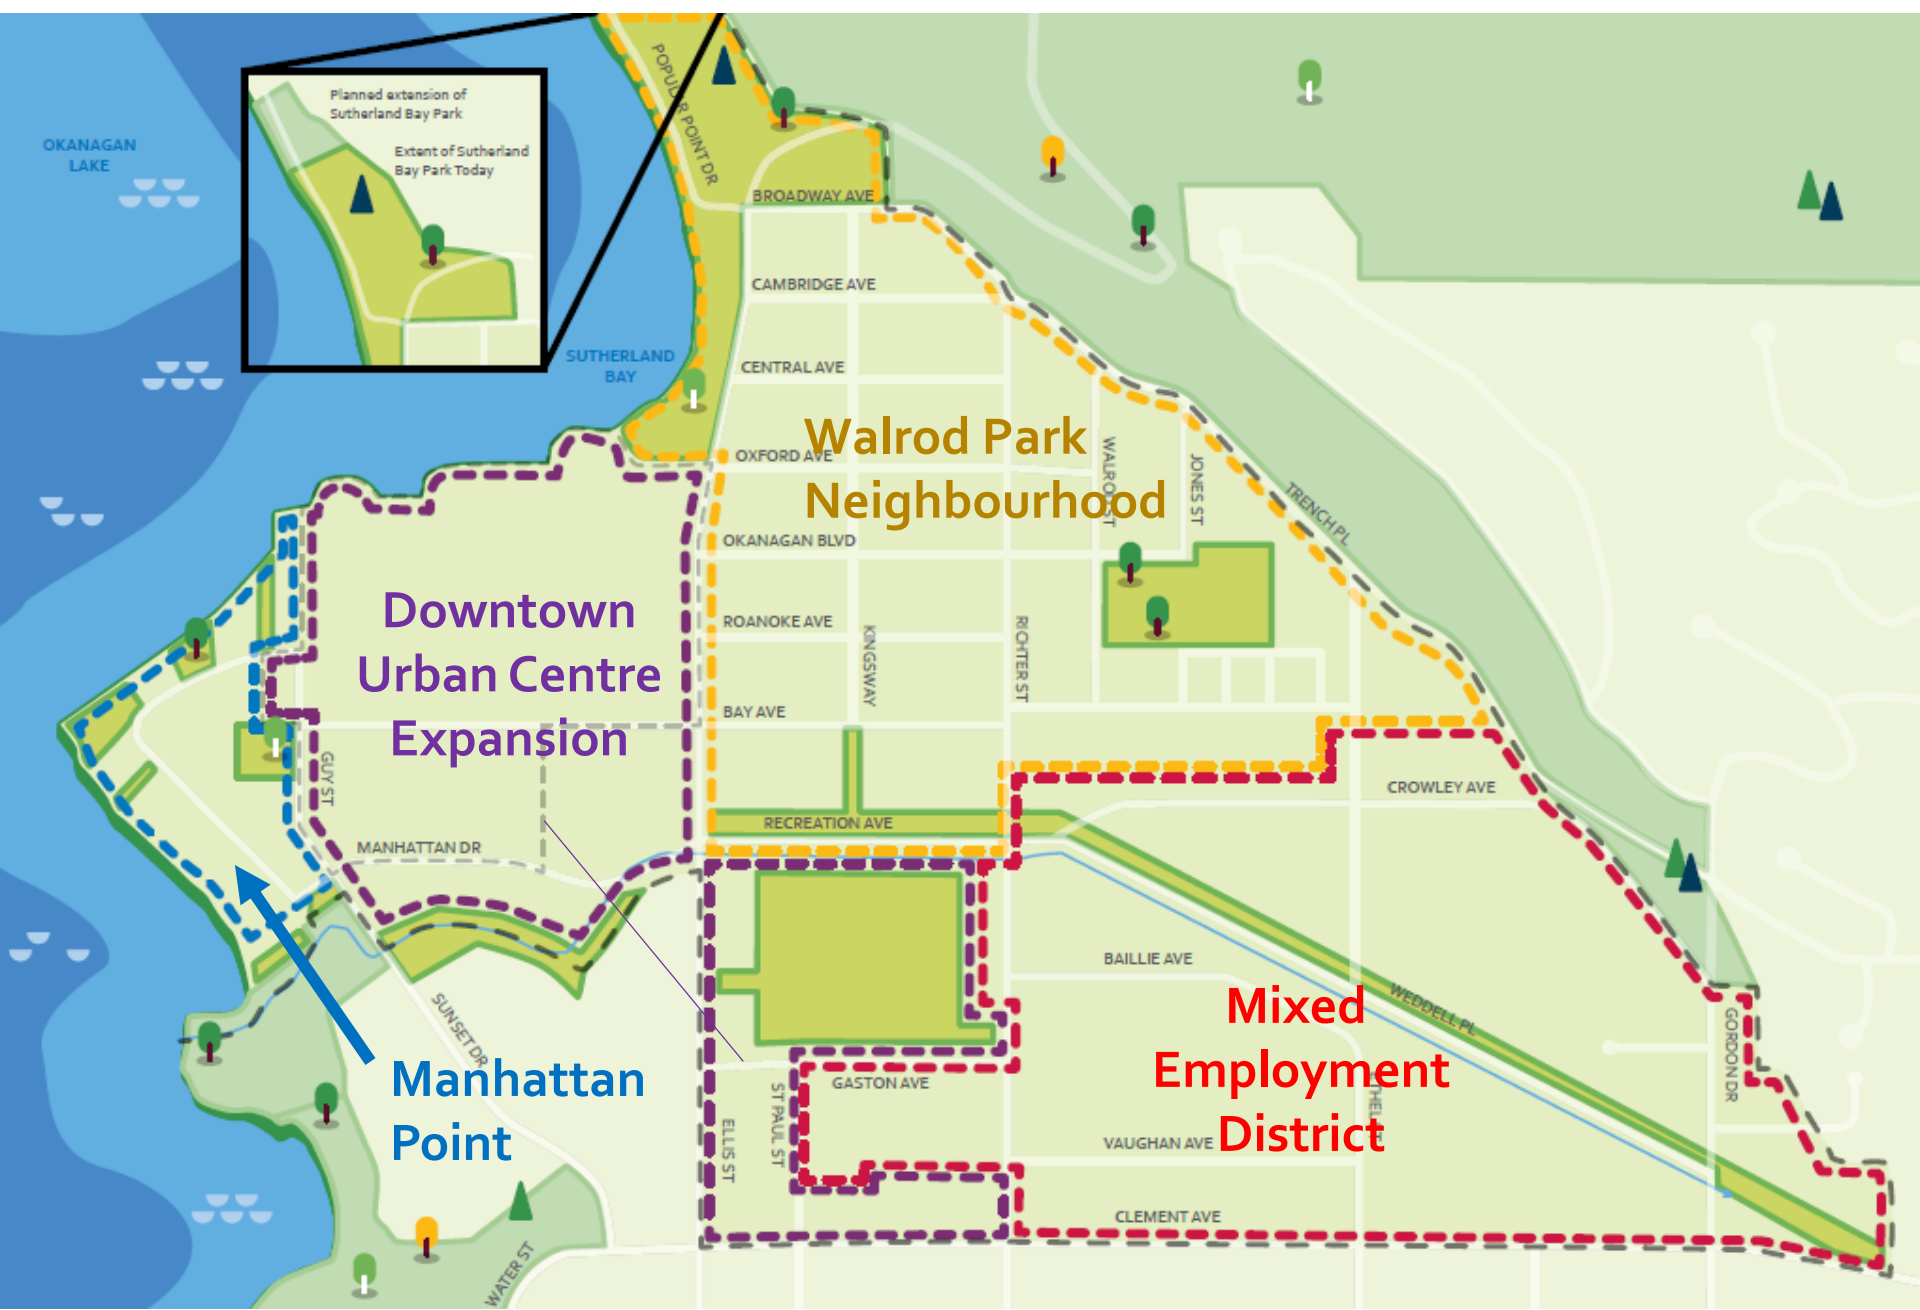 Planned extension of
Sutherland Bay Park
Extent of Sutherland
Bay Park Today
OKANAGAN
LAKE
POPULR POINT DR
BROADWAY AVE
CAMBRIDGE AVE
SUTHERLAND
BAY
CENTRAL AVE
Walrod Park
Neighbourhood
OXFORD AVE
WALROD ST
JONES ST
TRENCH PL
OKANAGAN BLVD
Downtown
Urban Centre
Expansion
ROANOKE AVE
KINGSWAY
RICHTER ST
BAY AVE
GUY ST
CROWLEY AVE
RECREATION AVE
MANHATTAN DR
BAILLIE AVE
WEDDELL PL
Mixed
Employment
District
SUNSET DR
GORDON DR
Manhattan
Point
GASTON AVE
ST PAUL ST
ELLIS ST
THEL ST
VAUGHAN AVE
CLEMENT AVE
WATER ST